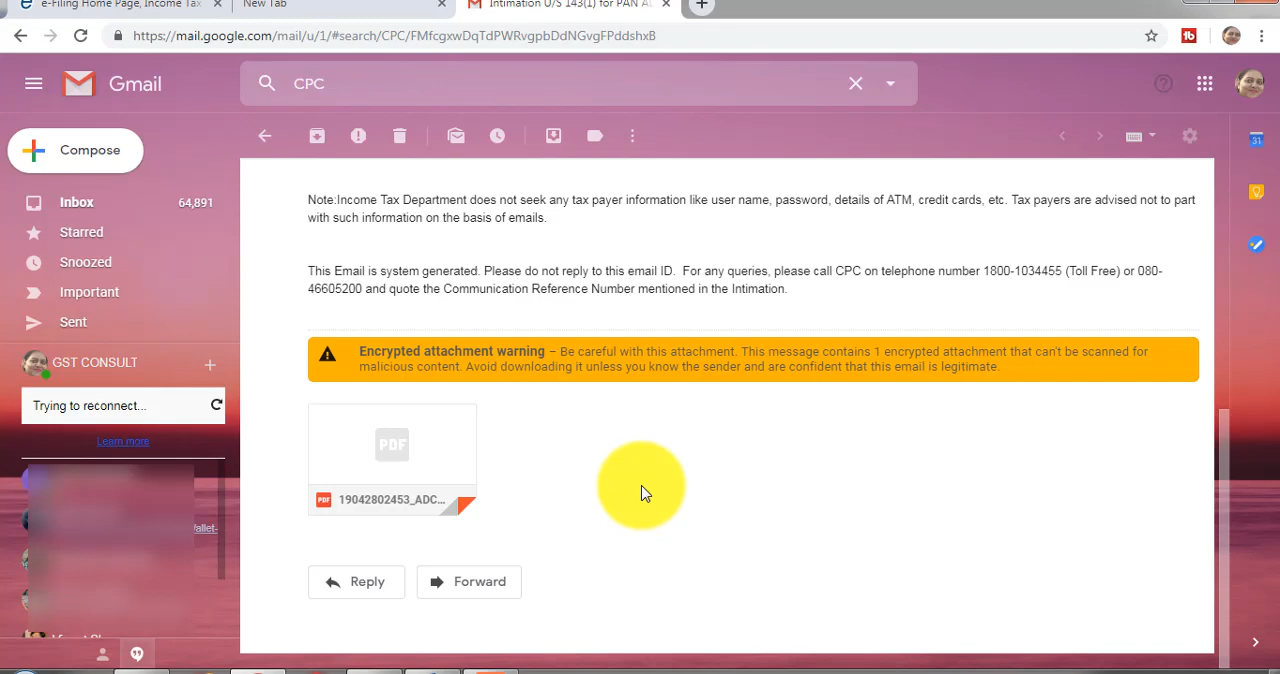 e-Filing Home Page, Income Tax
New Tab
Intimation U/S 143(1) for PAN
https://mail.google.com/mail/u/1/#search/CPC/FMfcgxwDqTdPWRvgpbDdNGvgFPddshxB
Gmail
CPC
Compose
Inbox 64,891
Starred
Snoozed
Important
Sent
GST CONSULT
Trying to reconnect...
Learn more
Wallet-
31
Note:Income Tax Department does not seek any tax payer information like user name, password, details of ATM, credit cards, etc. Tax payers are advised not to part
with such information on the basis of emails.
This Email is system generated. Please do not reply to this email ID.  For any queries, please call CPC on telephone number 1800-1034455 (Toll Free) or 080-
46605200 and quote the Communication Reference Number mentioned in the Intimation.
Encrypted attachment warning – Be careful with this attachment. This message contains 1 encrypted attachment that can't be scanned for
malicious content. Avoid downloading it unless you know the sender and are confident that this email is legitimate.
PDF
PDF 19042802453_ADC...
Reply
Forward